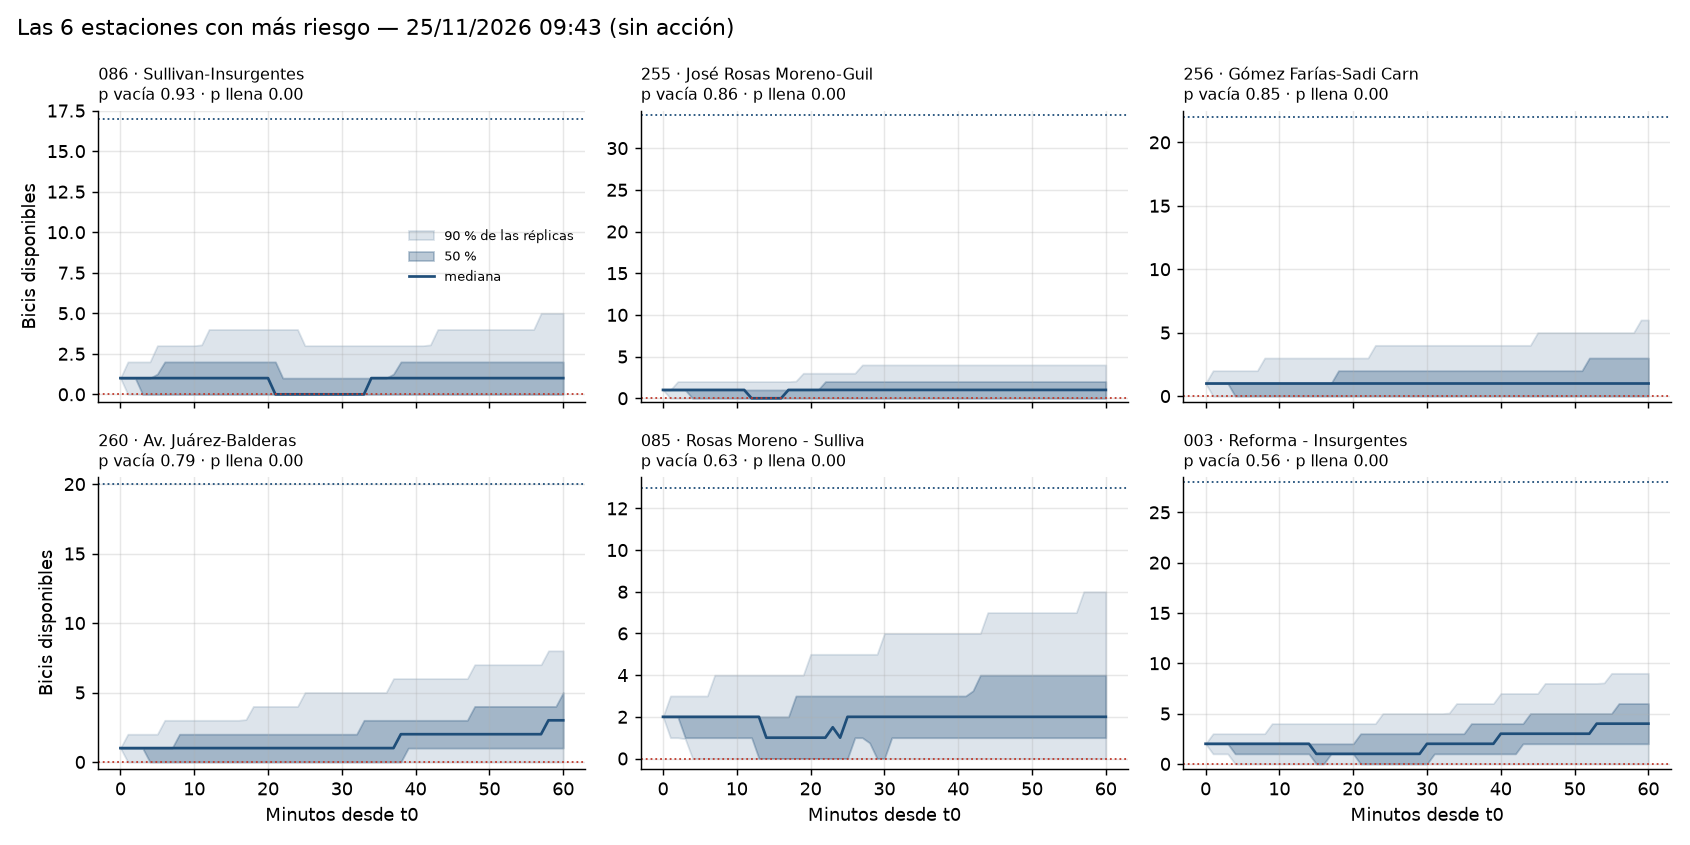 Las 6 estaciones con más riesgo — 25/11/2026 09:43 (sin acción)
086 · Sullivan-Insurgentes
p vacía 0.93 · p llena 0.00
17.5
15.0
12.5
10.0
7.5
5.0
2.5
0.0
Bicis disponibles
90 % de las réplicas
50 %
mediana
255 · José Rosas Moreno-Guil
p vacía 0.86 · p llena 0.00
30
25
20
15
10
5
0
256 · Gómez Farías-Sadi Carn
p vacía 0.85 · p llena 0.00
20
15
10
5
0
260 · Av. Juárez-Balderas
p vacía 0.79 · p llena 0.00
20
15
10
5
0
Bicis disponibles
0 10 20 30 40 50 60
Minutos desde t0
085 · Rosas Moreno - Sulliva
p vacía 0.63 · p llena 0.00
12
10
8
6
4
2
0
0 10 20 30 40 50 60
Minutos desde t0
003 · Reforma - Insurgentes
p vacía 0.56 · p llena 0.00
25
20
15
10
5
0
0 10 20 30 40 50 60
Minutos desde t0